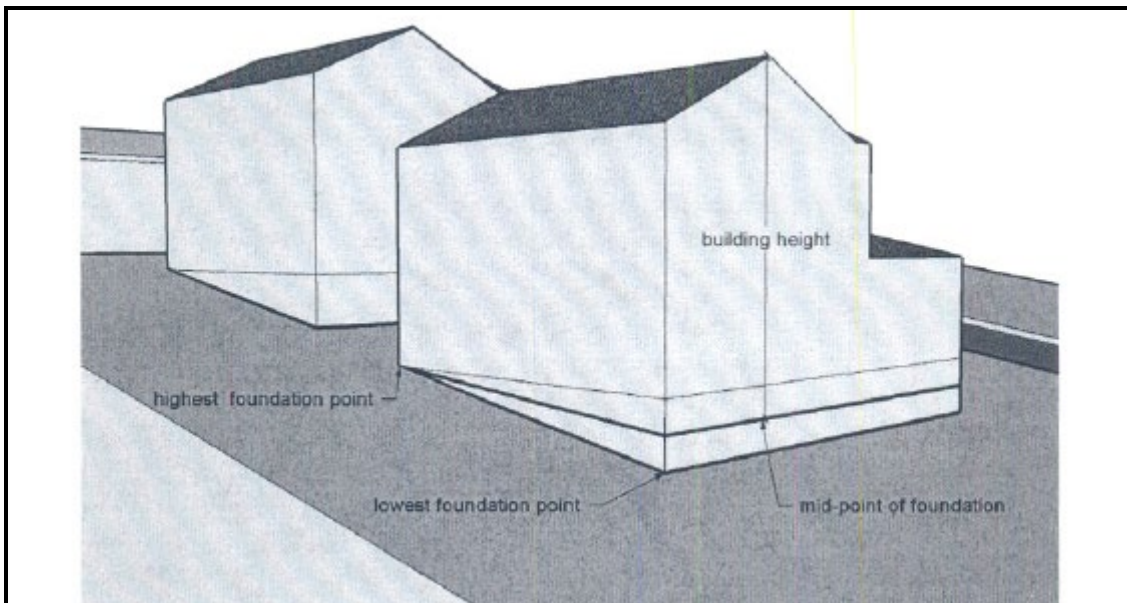 building height
highest foundation point
lowest foundation point
mid-point of foundation